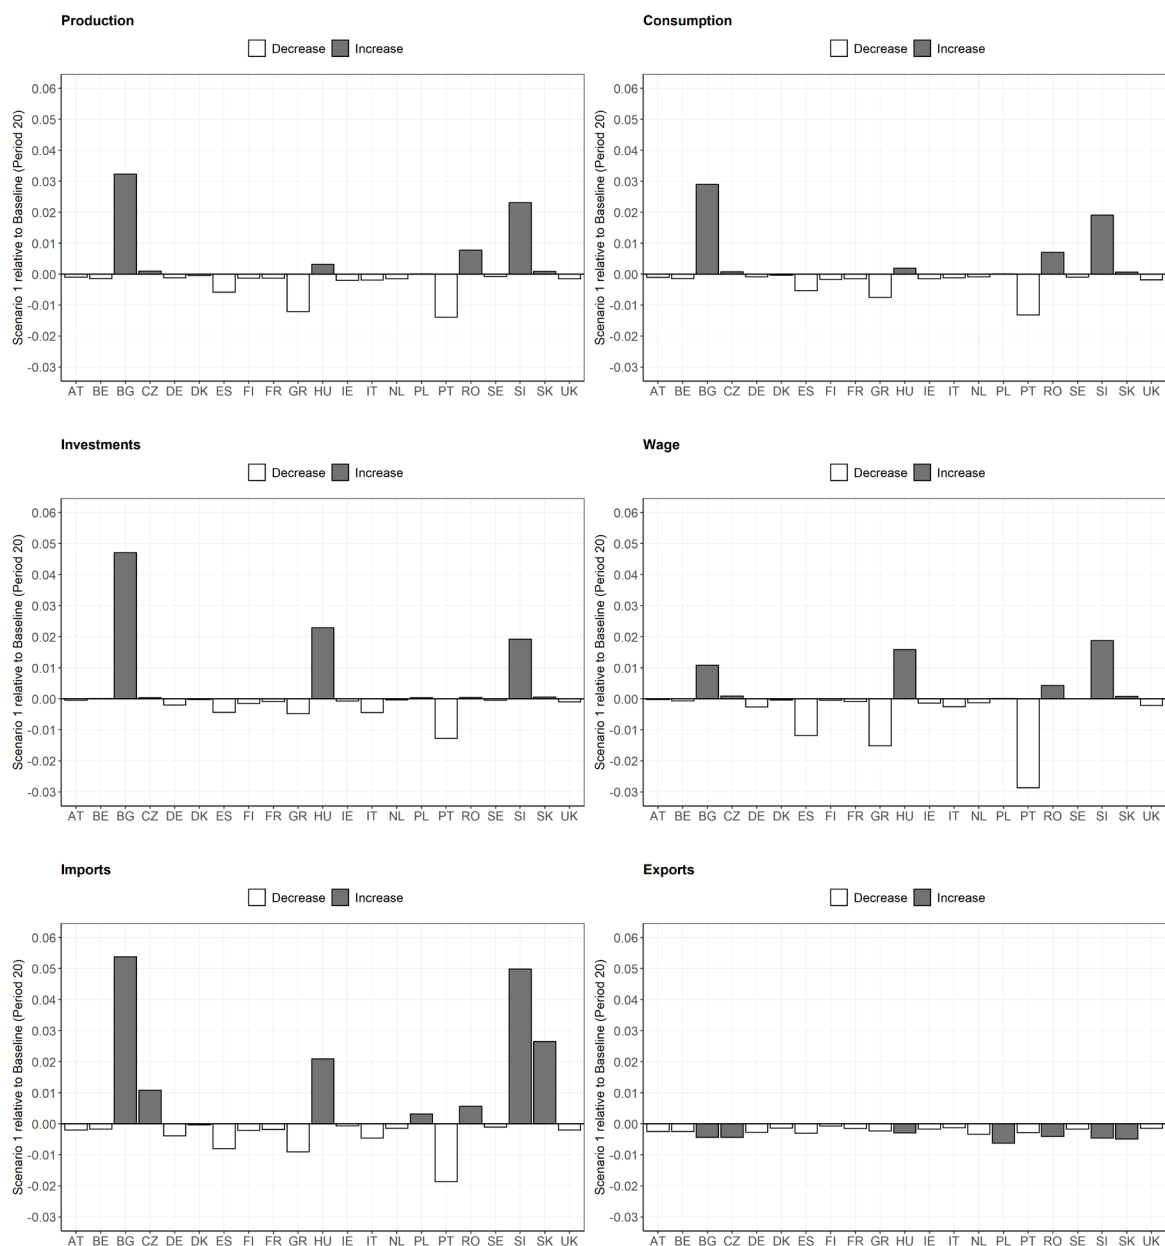 Production
Decrease Increase
Scenario 1 relative to Baseline (Period 20)
0.06
0.05
0.04
0.03
0.02
0.01
0.00
-0.01
-0.02
-0.03
AT BE BG CZ DE DK ES FI FR GR HU IE IT NL PL PT RO SE SI SK UK
Consumption
Decrease Increase
Scenario 1 relative to Baseline (Period 20)
0.06
0.05
0.04
0.03
0.02
0.01
0.00
-0.01
-0.02
-0.03
AT BE BG CZ DE DK ES FI FR GR HU IE IT NL PL PT RO SE SI SK UK
Investments
Decrease Increase
Scenario 1 relative to Baseline (Period 20)
0.06
0.05
0.04
0.03
0.02
0.01
0.00
-0.01
-0.02
-0.03
AT BE BG CZ DE DK ES FI FR GR HU IE IT NL PL PT RO SE SI SK UK
Wage
Decrease Increase
Scenario 1 relative to Baseline (Period 20)
0.06
0.05
0.04
0.03
0.02
0.01
0.00
-0.01
-0.02
-0.03
AT BE BG CZ DE DK ES FI FR GR HU IE IT NL PL PT RO SE SI SK UK
Imports
Decrease Increase
Scenario 1 relative to Baseline (Period 20)
0.06
0.05
0.04
0.03
0.02
0.01
0.00
-0.01
-0.02
-0.03
AT BE BG CZ DE DK ES FI FR GR HU IE IT NL PL PT RO SE SI SK UK
Exports
Decrease Increase
Scenario 1 relative to Baseline (Period 20)
0.06
0.05
0.04
0.03
0.02
0.01
0.00
-0.01
-0.02
-0.03
AT BE BG CZ DE DK ES FI FR GR HU IE IT NL PL PT RO SE SI SK UK